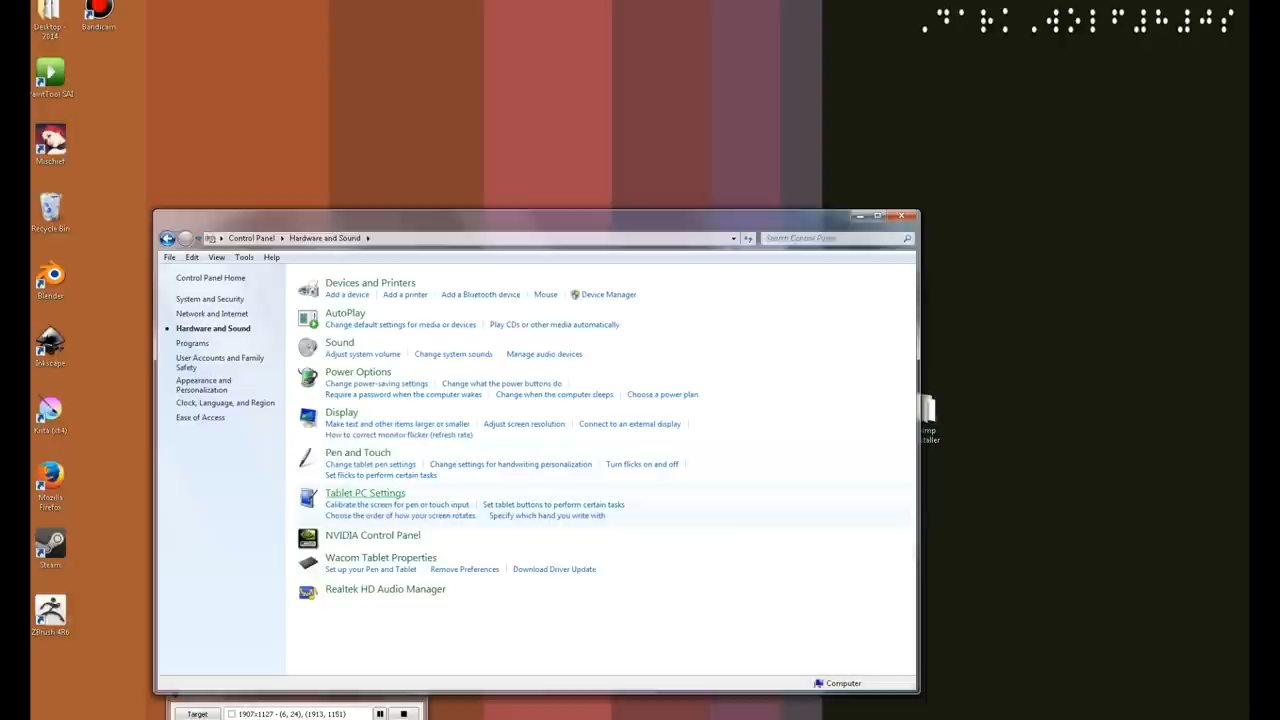 Desktop - 2014
Bandicam
PaintTool SAI
Mischief
Recycle Bin
Blender
Inkscape
Krita (x64)
Mozilla Firefox
Steam
ZBrush 4R6
Control Panel Hardware and Sound
Search Control Panel
File Edit View Tools Help
Control Panel Home
System and Security
Network and Internet
Hardware and Sound
Programs
User Accounts and Family
Safety
Appearance and
Personalization
Clock, Language, and Region
Ease of Access
Devices and Printers
Add a device Add a printer Add a Bluetooth device Mouse Device Manager
AutoPlay
Change default settings for media or devices Play CDs or other media automatically
Sound
Adjust system volume Change system sounds Manage audio devices
Power Options
Change power-saving settings Change what the power buttons do
Require a password when the computer wakes Change when the computer sleeps Choose a power plan
Display
Make text and other items larger or smaller Adjust screen resolution Connect to an external display
How to correct monitor flicker (refresh rate)
Pen and Touch
Change tablet pen settings Change settings for handwriting personalization Turn flicks on and off
Set flicks to perform certain tasks
Tablet PC Settings
Calibrate the screen for pen or touch input Set tablet buttons to perform certain tasks
Choose the order of how your screen rotates Specify which hand you write with
NVIDIA Control Panel
Wacom Tablet Properties
Set up your Pen and Tablet Remove Preferences Download Driver Update
Realtek HD Audio Manager
Computer
Target 1907x1127 - (6, 24), (1913, 1151)